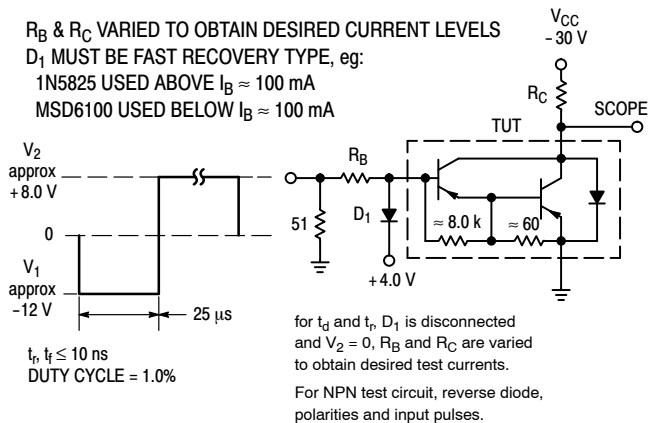 R_B & R_C VARIED TO OBTAIN DESIRED CURRENT LEVELS
D_1 MUST BE FAST RECOVERY TYPE, eg:
1N5825 USED ABOVE I_B ≈ 100 mA
MSD6100 USED BELOW I_B ≈ 100 mA
V_CC
- 30 V
R_C
SCOPE
TUT
V_2
approx
+8.0 V
R_B
51
D_1
≈ 8.0 k
≈ 60
0
+4.0 V
V_1
approx
-12 V
25 µs
t_r, t_f ≤ 10 ns
DUTY CYCLE = 1.0%
for t_d and t_r, D_1 is disconnected
and V_2 = 0, R_B and R_C are varied
to obtain desired test currents.
For NPN test circuit, reverse diode,
polarities and input pulses.